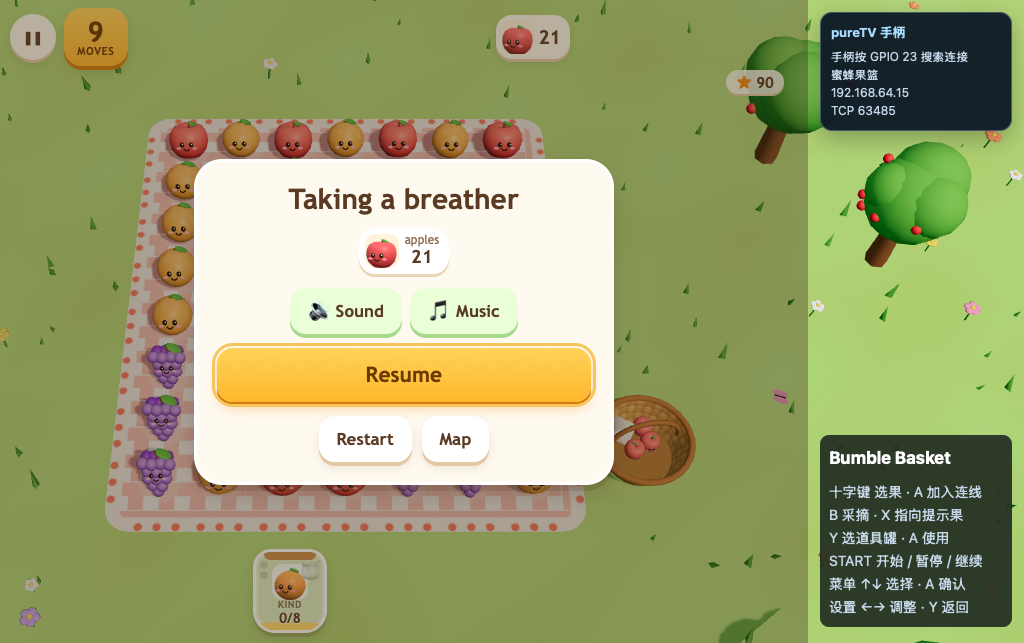 9
MOVES
21
90
pureTV 手柄
手柄按 GPIO 23 搜索连接
蜜蜂果篮
192.168.64.15
TCP 63485
Taking a breather
apples
21
Sound
Music
Resume
Restart
Map
KIND
0/8
Bumble Basket
十字键 选果 · A 加入连线
B 采摘 · X 指向提示果
Y 选道具罐 · A 使用
START 开始 / 暂停 / 继续
菜单 ↑↓ 选择 · A 确认
设置 ←→ 调整 · Y 返回